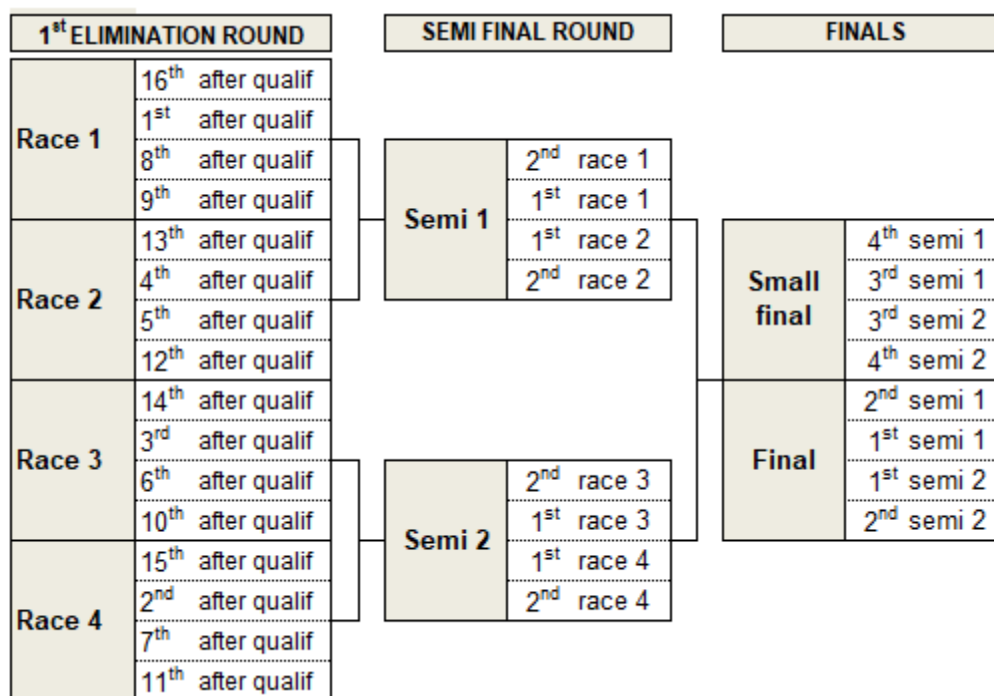 1st ELIMINATION ROUND
Race 1
16th after qualif
1st after qualif
8th after qualif
9th after qualif
Race 2
13th after qualif
4th after qualif
5th after qualif
12th after qualif
Race 3
14th after qualif
3rd after qualif
6th after qualif
10th after qualif
Race 4
15th after qualif
2nd after qualif
7th after qualif
11th after qualif
SEMI FINAL ROUND
Semi 1
2nd race 1
1st race 1
1st race 2
2nd race 2
Semi 2
2nd race 3
1st race 3
1st race 4
2nd race 4
FINALS
Small
final
4th semi 1
3rd semi 1
3rd semi 2
4th semi 2
Final
2nd semi 1
1st semi 1
1st semi 2
2nd semi 2